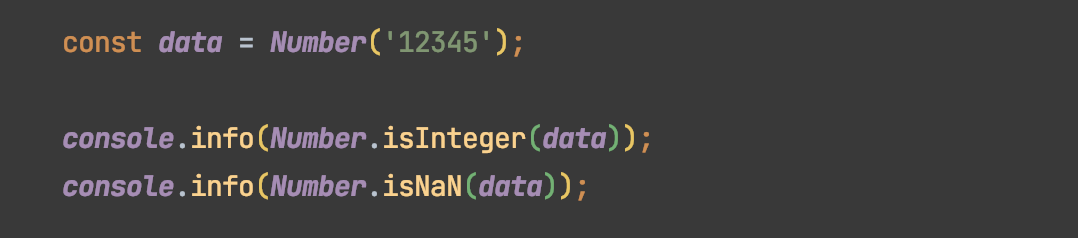 const data = Number('12345');
console.info(Number.isInteger(data));
console.info(Number.isNaN(data));